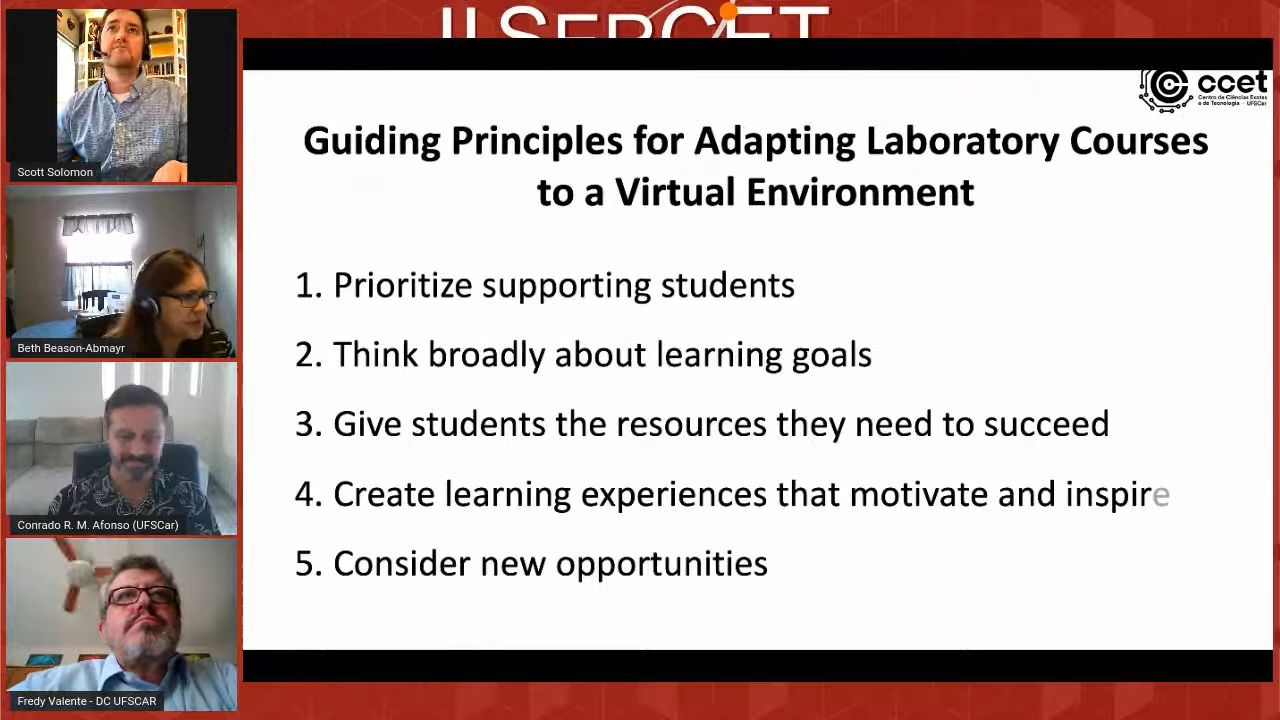 Scott Solomon
Beth Beason-Abmayr
Conrado R. M. Afonso (UFSCar)
Fredy Valente - DC UFSCAR
ccet
Centro de Ciências Exatas
e de Tecnologia - UFSCar
Guiding Principles for Adapting Laboratory Courses
to a Virtual Environment
1. Prioritize supporting students
2. Think broadly about learning goals
3. Give students the resources they need to succeed
4. Create learning experiences that motivate and inspire
5. Consider new opportunities